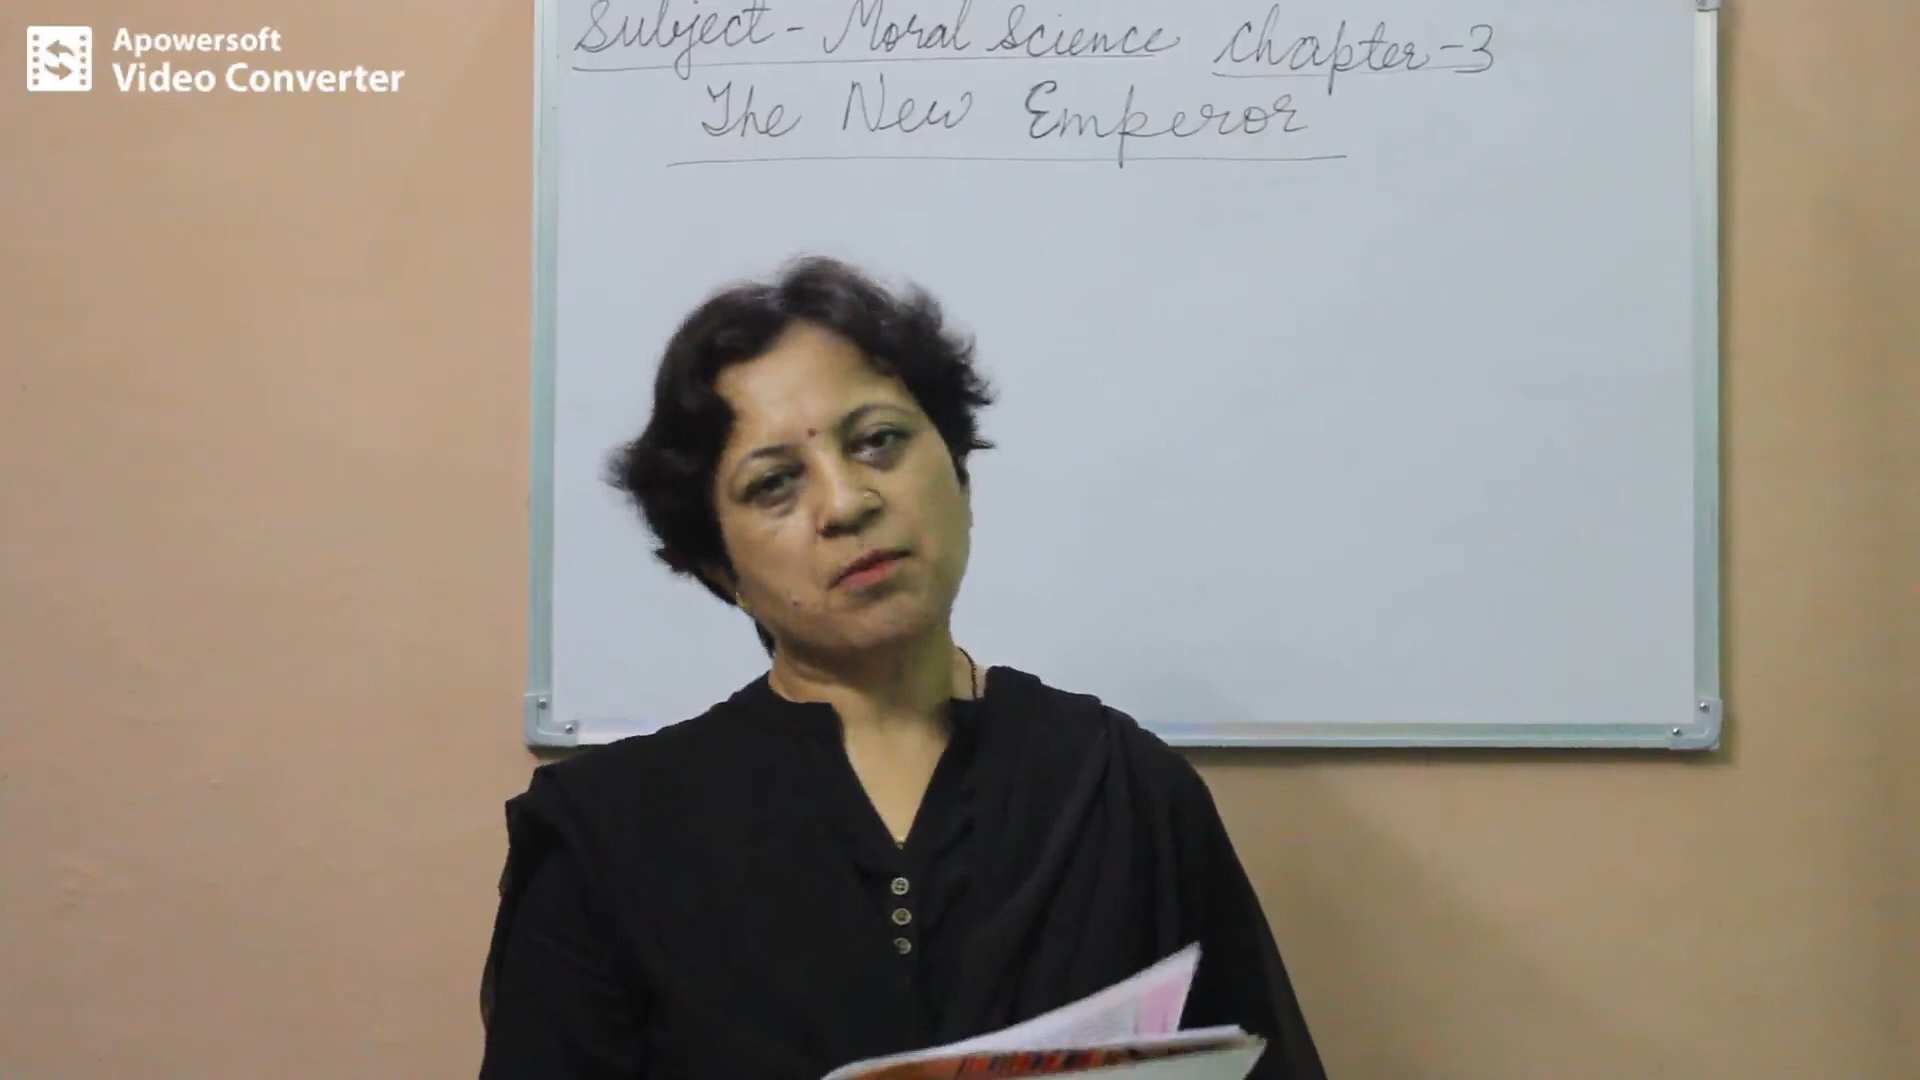 Apowersoft
Video Converter
Subject - Moral Science Chapter-3
The New Emperor